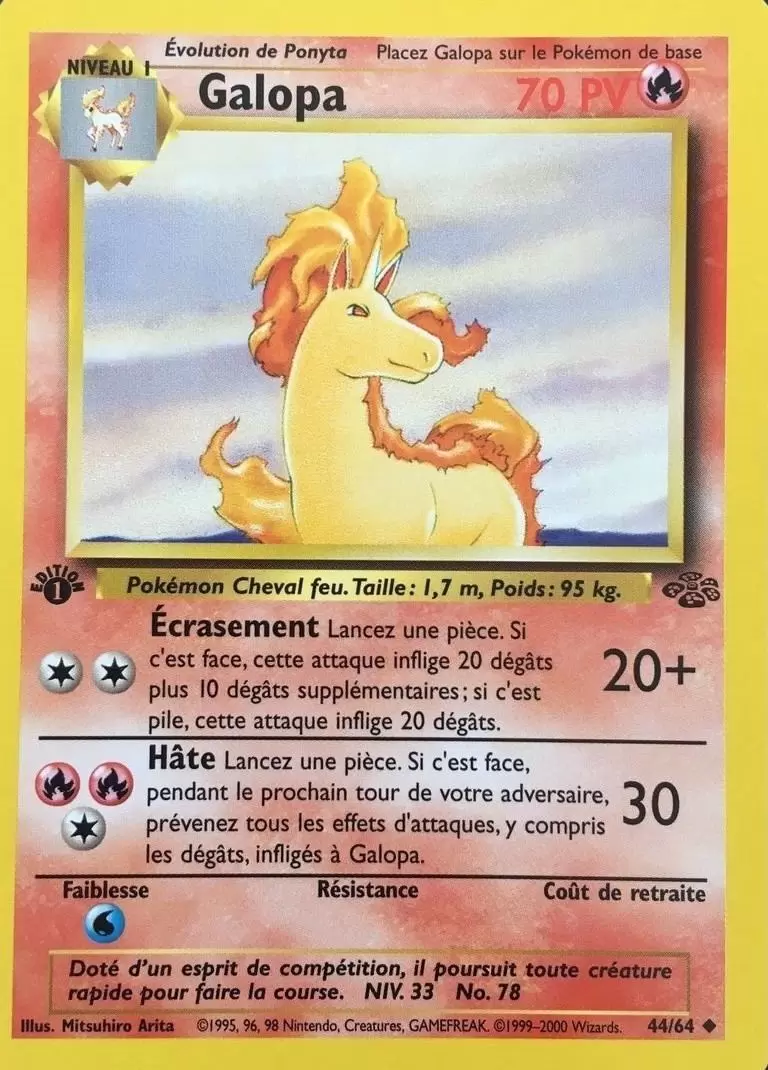 Évolution de Ponyta Placez Galopa sur le Pokémon de base
NIVEAU I
Galopa 70 PV
EDITION
1
Pokémon Cheval feu. Taille: 1,7 m, Poids: 95 kg.
Écrasement Lancez une pièce. Si
c'est face, cette attaque inflige 20 dégâts
plus 10 dégâts supplémentaires; si c'est
pile, cette attaque inflige 20 dégâts.
20+
Hâte Lancez une pièce. Si c'est face,
pendant le prochain tour de votre adversaire,
prévenez tous les effets d'attaques, y compris
les dégâts, infligés à Galopa.
30
Faiblesse Résistance Coût de retraite
Doté d'un esprit de compétition, il poursuit toute créature
rapide pour faire la course. NIV. 33 No. 78
Illus. Mitsuhiro Arita ©1995, 96, 98 Nintendo, Creatures, GAMEFREAK. ©1999–2000 Wizards. 44/64 ◆